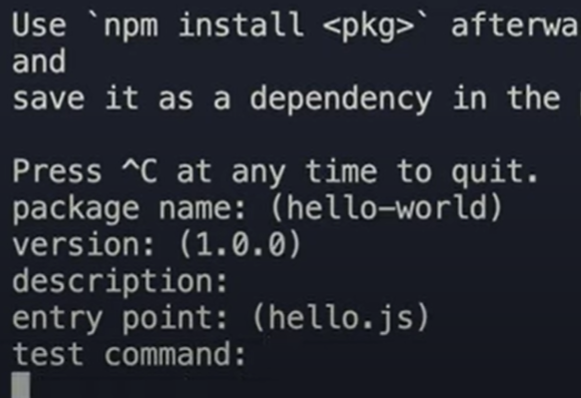 Use `npm install <pkg>` afterwa
and
save it as a dependency in the
Press ^C at any time to quit.
package name: (hello-world)
version: (1.0.0)
description:
entry point: (hello.js)
test command: